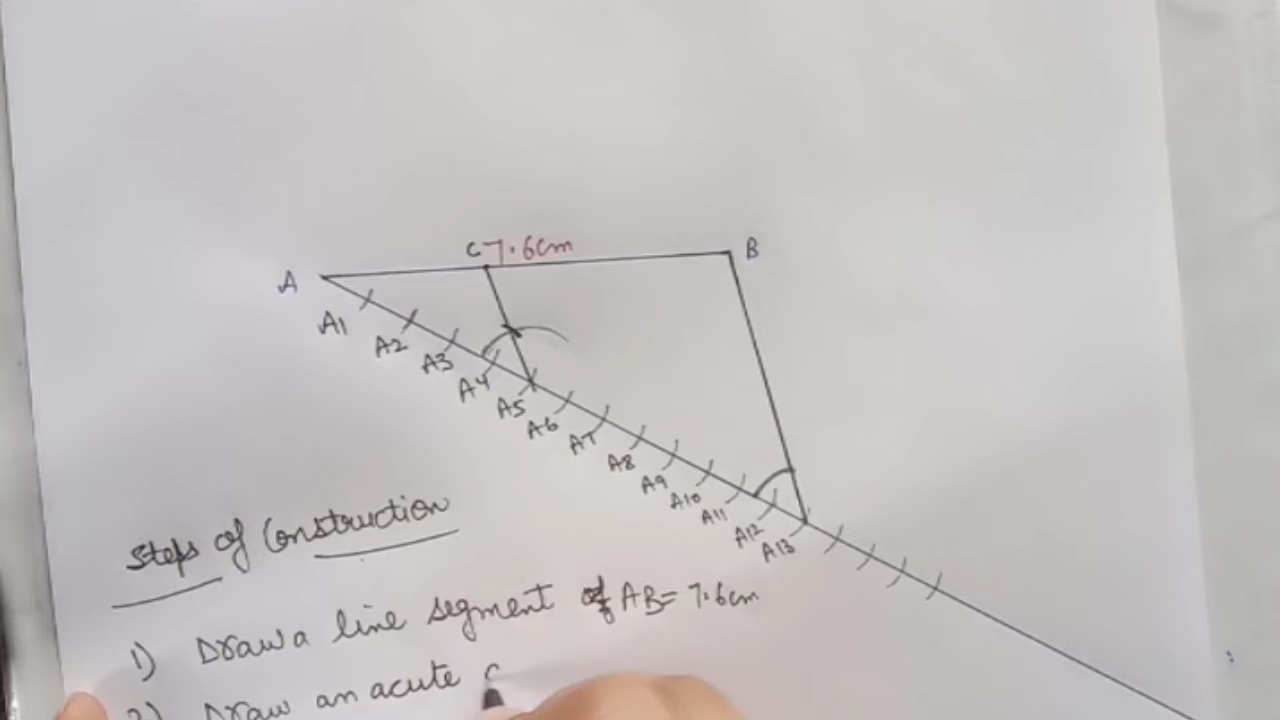 C 7.6cm
A
B
A1
A2
A3
A4
A5
A6
A7
A8
A9
A10
A11
A12
A13
Steps of Construction
1) Draw a line segment of AB = 7.6cm
2) Draw an acute